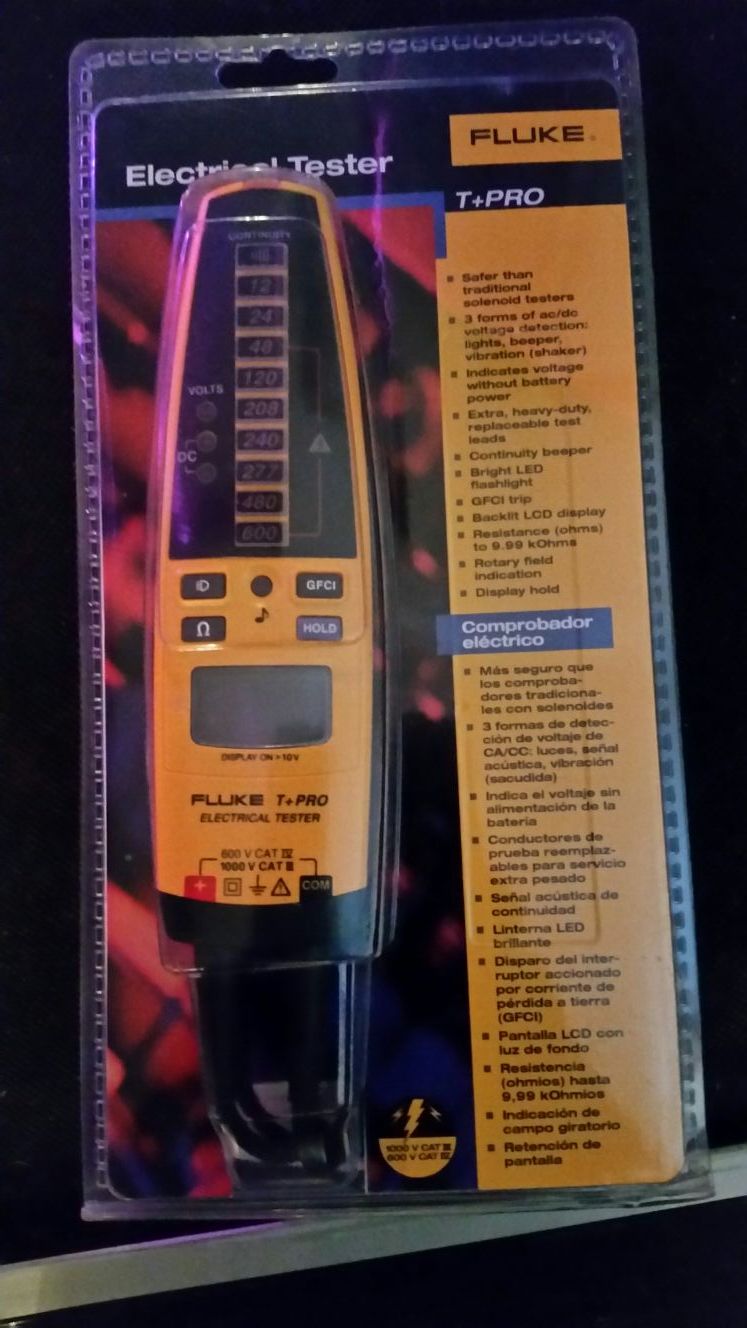 FLUKE®
Electrical Tester
T+PRO
CONTINUITY
12
24
48
120
208
240
277
480
600
VOLTS
DC
GFCI
Ω
HOLD
DISPLAY ON >10V
FLUKE T+PRO
ELECTRICAL TESTER
600 V CAT IV
1000 V CAT III
+
COM
1000 V CAT III
600 V CAT IV
Safer than
traditional
solenoid testers
3 forms of ac/dc
voltage detection:
lights, beeper,
vibration (shaker)
Indicates voltage
without battery
power
Extra, heavy-duty,
replaceable test
leads
Continuity beeper
Bright LED
flashlight
GFCI trip
Backlit LCD display
Resistance (ohms)
to 9.99 kOhms
Rotary field
indication
Display hold
Comprobador
eléctrico
Más seguro que
los comproba-
dores tradiciona-
les con solenoides
3 formas de detec-
ción de voltaje de
CA/CC: luces, señal
acústica, vibración
(sacudida)
Indica el voltaje sin
alimentación de la
batería
Conductores de
prueba reemplaz-
ables para servicio
extra pesado
Señal acústica de
continuidad
Linterna LED
brillante
Disparo del inter-
ruptor accionado
por corriente de
pérdida a tierra
(GFCI)
Pantalla LCD con
luz de fondo
Resistencia
(ohmios) hasta
9,99 kOhmios
Indicación de
campo giratorio
Retención de
pantalla